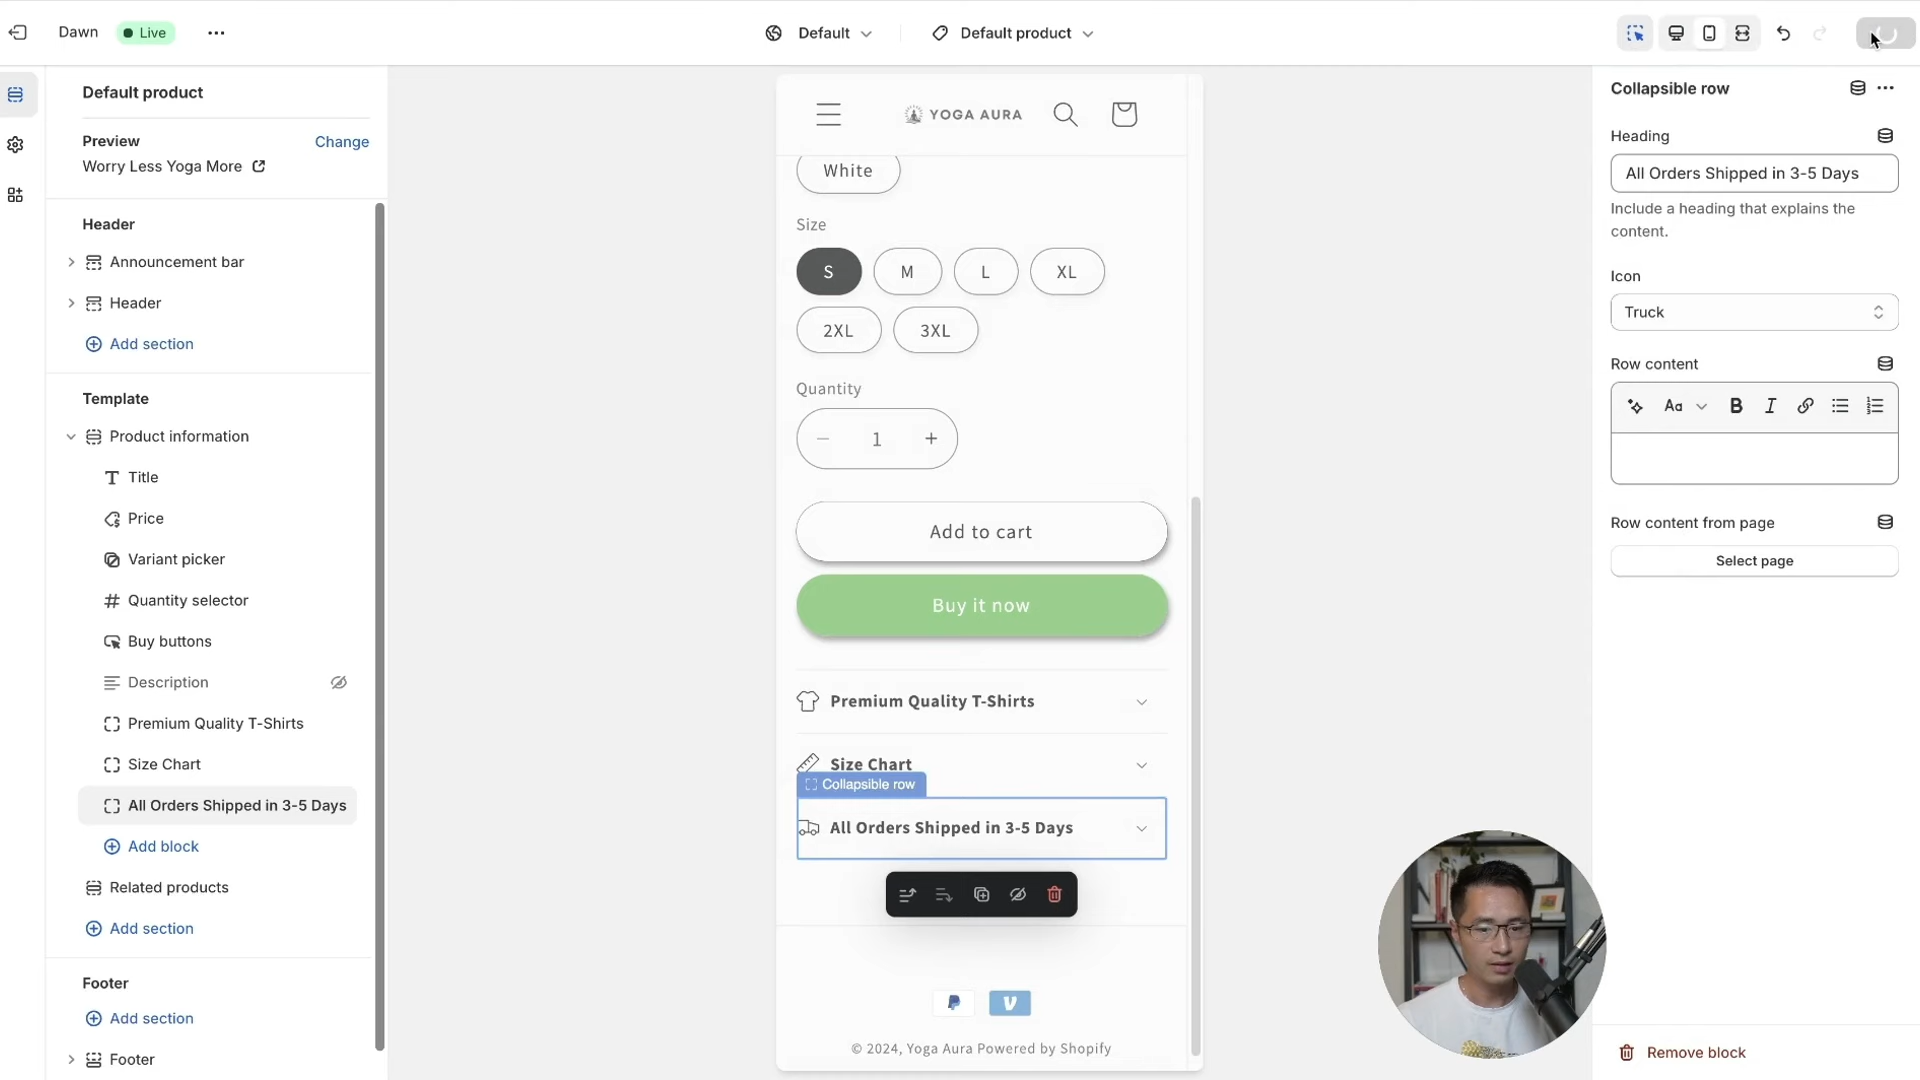 Dawn
Live
Default
Default product
Default product
Preview
Change
Worry Less Yoga More
Header
Announcement bar
Header
Add section
Template
Product information
Title
Price
Variant picker
Quantity selector
Buy buttons
Description
Premium Quality T-Shirts
Size Chart
All Orders Shipped in 3-5 Days
Add block
Related products
Add section
Footer
Add section
Footer
YOGA AURA
White
Size
S
M
L
XL
2XL
3XL
Quantity
1
Add to cart
Buy it now
Premium Quality T-Shirts
Size Chart
Collapsible row
All Orders Shipped in 3-5 Days
© 2024, Yoga Aura Powered by Shopify
Collapsible row
Heading
All Orders Shipped in 3-5 Days
Include a heading that explains the
content.
Icon
Truck
Row content
Aa
B
I
Row content from page
Select page
Remove block